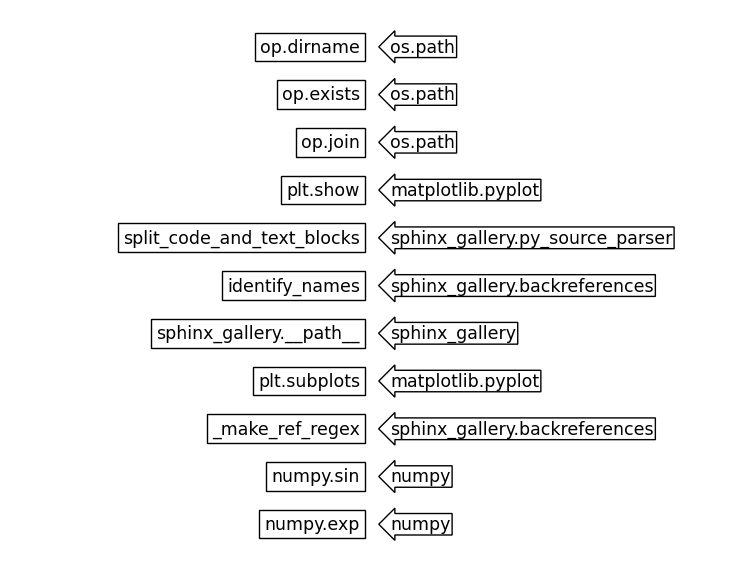 op.dirname os.path
op.exists os.path
op.join os.path
plt.show matplotlib.pyplot
split_code_and_text_blocks sphinx_gallery.py_source_parser
identify_names sphinx_gallery.backreferences
sphinx_gallery.__path__ sphinx_gallery
plt.subplots matplotlib.pyplot
_make_ref_regex sphinx_gallery.backreferences
numpy.sin numpy
numpy.exp numpy